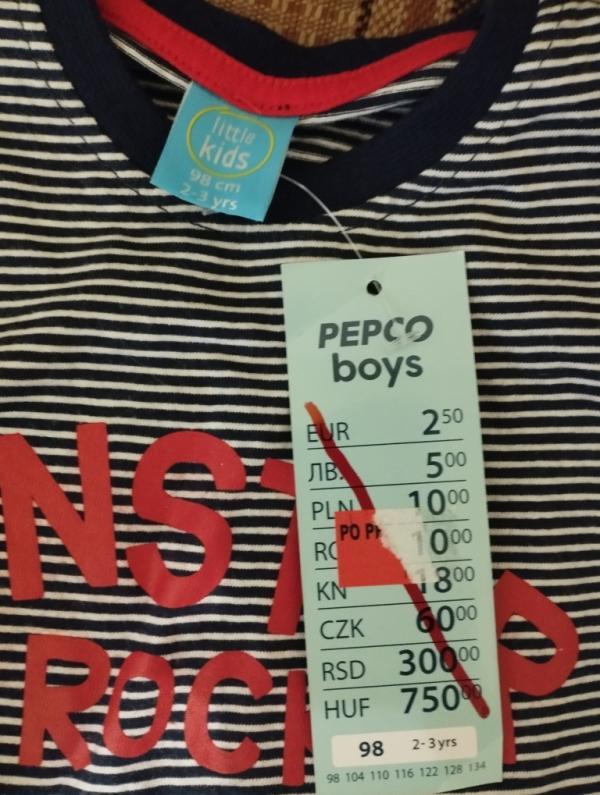 little
kids
98 cm
2-3 yrs
PEPCO
boys
EUR 2⁵⁰
ЛВ. 5⁰⁰
PLN 10⁰⁰
PO
10⁰⁰
KN 18⁰⁰
CZK 60⁰⁰
RSD 300⁰⁰
HUF 750⁰⁰
98 2-3 yrs
98 104 110 116 122 128 134